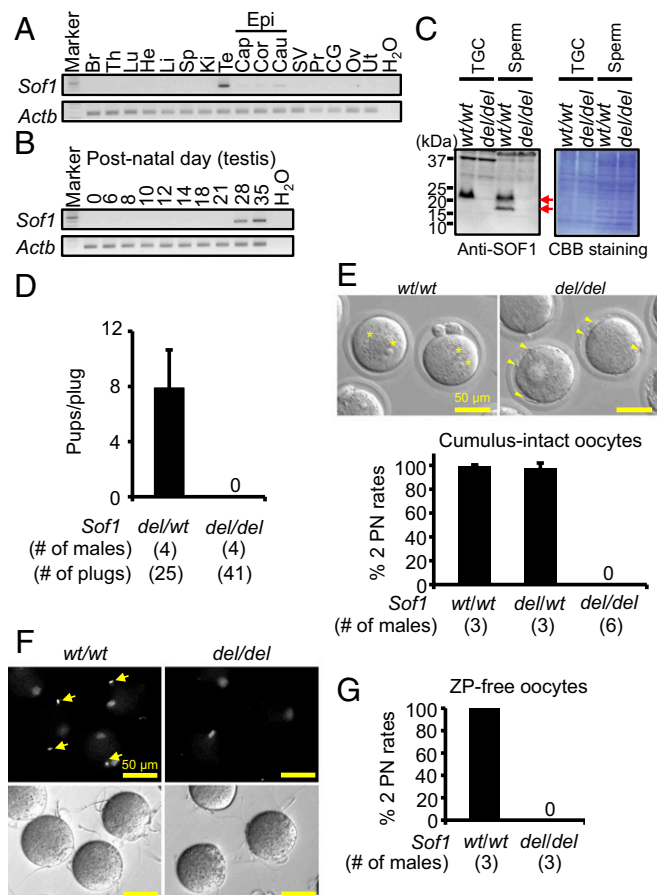 A
Epi
Marker Br Th Lu He Li Sp Ki Te Cap Cor Cau SV Pr CG Ov Ut H₂O
Sof1
Actb
B
Post-natal day (testis)
Marker 0 6 8 10 12 14 18 21 28 35 H₂O
Sof1
Actb
C
TGC Sperm TGC Sperm
wt/wt del/del wt/wt del/del wt/wt del/del wt/wt del/del
(kDa)
37
25
20
15
10
Anti-SOF1 CBB staining
D
12
8
4
0
Pups/plug
0
Sof1 del/wt del/del
(# of males) (4) (4)
(# of plugs) (25) (41)
E
wt/wt del/del
* * * *
50 µm
Cumulus-intact oocytes
100
80
60
40
20
0
% 2 PN rates
0
Sof1 wt/wt del/wt del/del
(# of males) (3) (3) (6)
F
wt/wt del/del
50 µm
G
ZP-free oocytes
100
80
60
40
20
0
% 2 PN rates
0
Sof1 wt/wt del/del
(# of males) (3) (3)